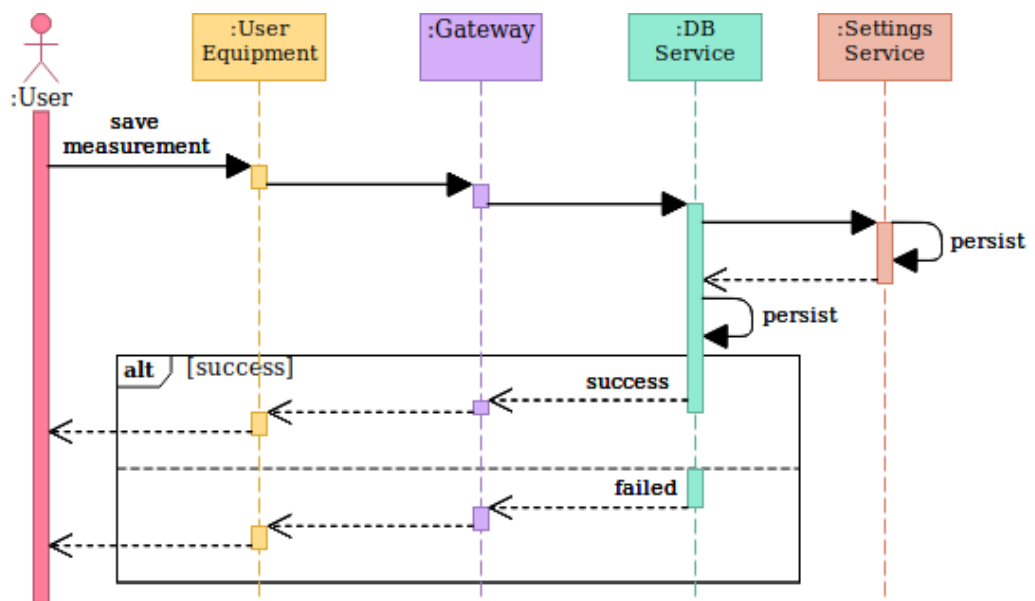 :User
Equipment
:Gateway
:DB
Service
:Settings
Service
:User
save
measurement
persist
persist
alt
[success]
success
failed